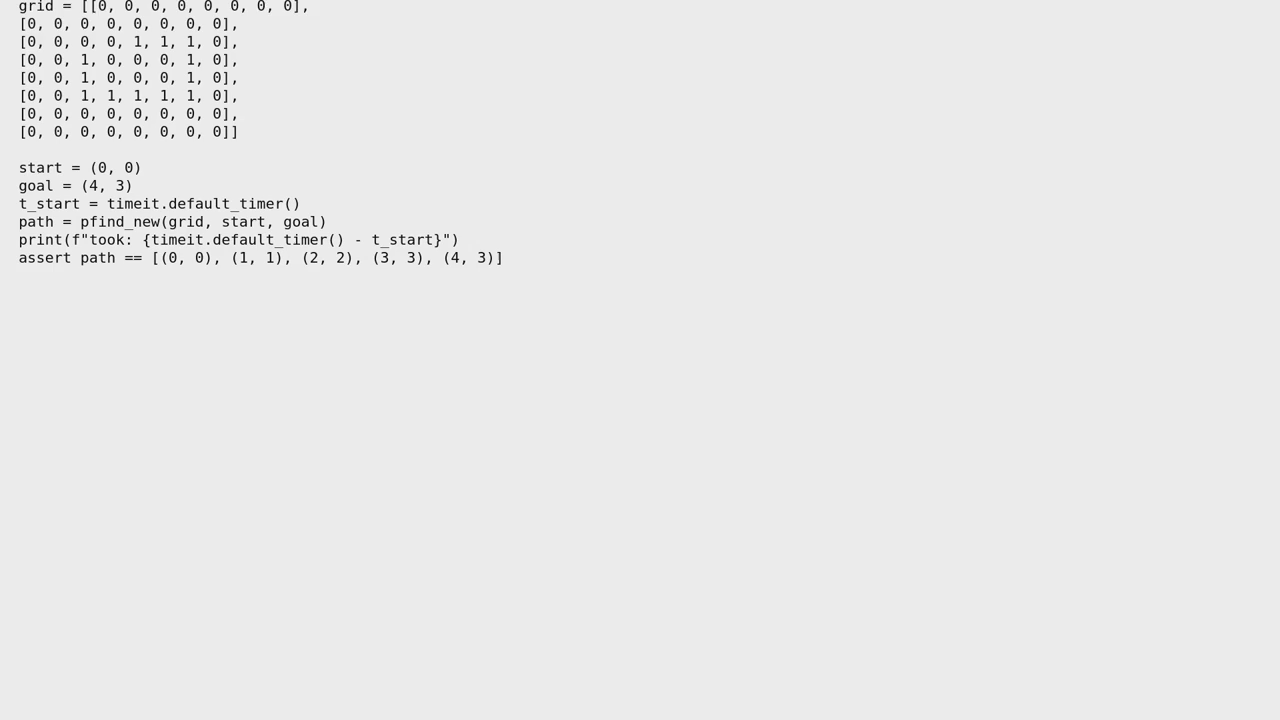 grid = [[0, 0, 0, 0, 0, 0, 0, 0],
[0, 0, 0, 0, 0, 0, 0, 0],
[0, 0, 0, 0, 1, 1, 1, 0],
[0, 0, 1, 0, 0, 0, 1, 0],
[0, 0, 1, 0, 0, 0, 1, 0],
[0, 0, 1, 1, 1, 1, 1, 0],
[0, 0, 0, 0, 0, 0, 0, 0],
[0, 0, 0, 0, 0, 0, 0, 0]]
start = (0, 0)
goal = (4, 3)
t_start = timeit.default_timer()
path = pfind_new(grid, start, goal)
print(f"took: {timeit.default_timer() - t_start}")
assert path == [(0, 0), (1, 1), (2, 2), (3, 3), (4, 3)]